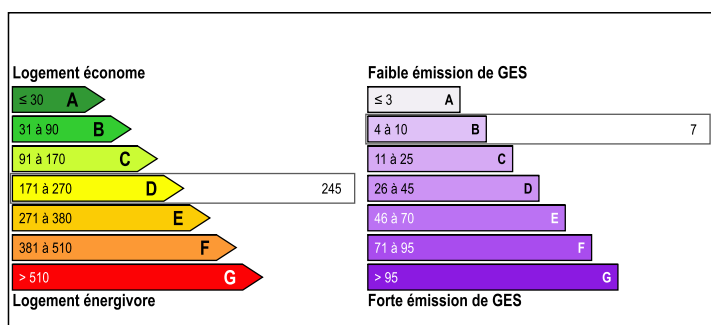 Logement économe
≤ 30 A
31 à 90 B
91 à 170 C
171 à 270 D 245
271 à 380 E
381 à 510 F
> 510 G
Logement énergivore
Faible émission de GES
≤ 3 A
4 à 10 B 7
11 à 25 C
26 à 45 D
46 à 70 E
71 à 95 F
> 95 G
Forte émission de GES